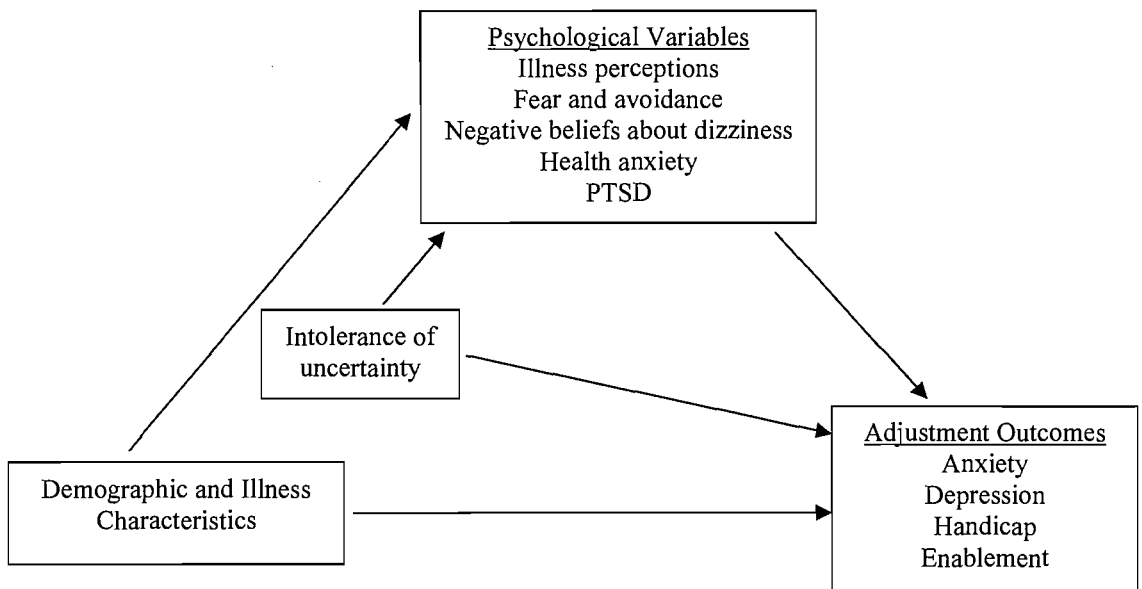 Psychological Variables
Illness perceptions
Fear and avoidance
Negative beliefs about dizziness
Health anxiety
PTSD
Intolerance of
uncertainty
Adjustment Outcomes
Anxiety
Depression
Handicap
Enablement
Demographic and Illness
Characteristics